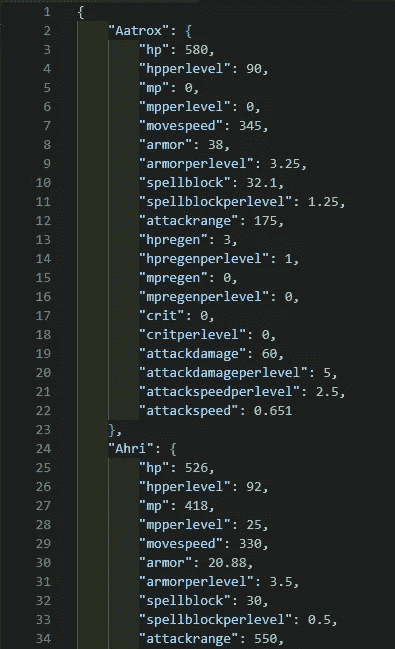 1 {
2 "Aatrox": {
3 "hp": 580,
4 "hpperlevel": 90,
5 "mp": 0,
6 "mpperlevel": 0,
7 "movespeed": 345,
8 "armor": 38,
9 "armorperlevel": 3.25,
10 "spellblock": 32.1,
11 "spellblockperlevel": 1.25,
12 "attackrange": 175,
13 "hpregen": 3,
14 "hpregenperlevel": 1,
15 "mpregen": 0,
16 "mpregenperlevel": 0,
17 "crit": 0,
18 "critperlevel": 0,
19 "attackdamage": 60,
20 "attackdamageperlevel": 5,
21 "attackspeedperlevel": 2.5,
22 "attackspeed": 0.651
23 },
24 "Ahri": {
25 "hp": 526,
26 "hpperlevel": 92,
27 "mp": 418,
28 "mpperlevel": 25,
29 "movespeed": 330,
30 "armor": 20.88,
31 "armorperlevel": 3.5,
32 "spellblock": 30,
33 "spellblockperlevel": 0.5,
34 "attackrange": 550,